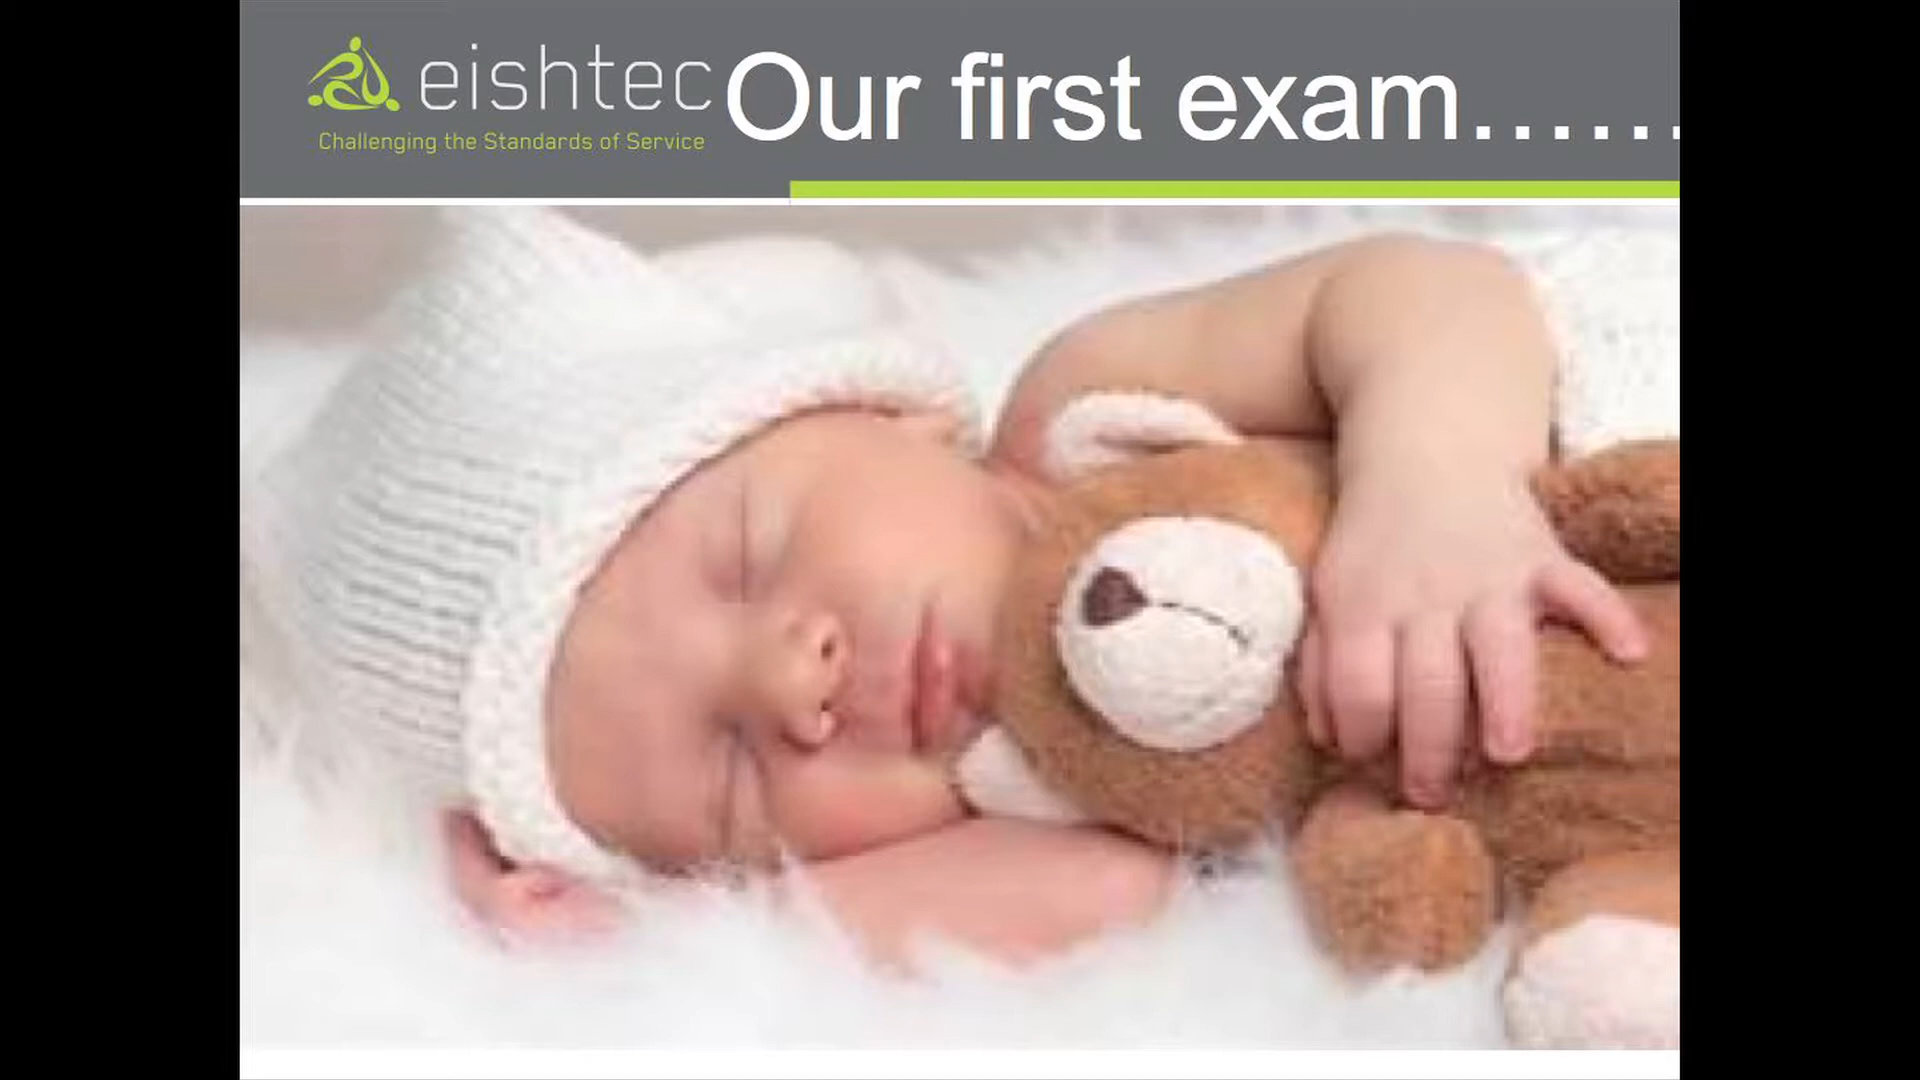 eishtec
Our first exam......
Challenging the Standards of Service